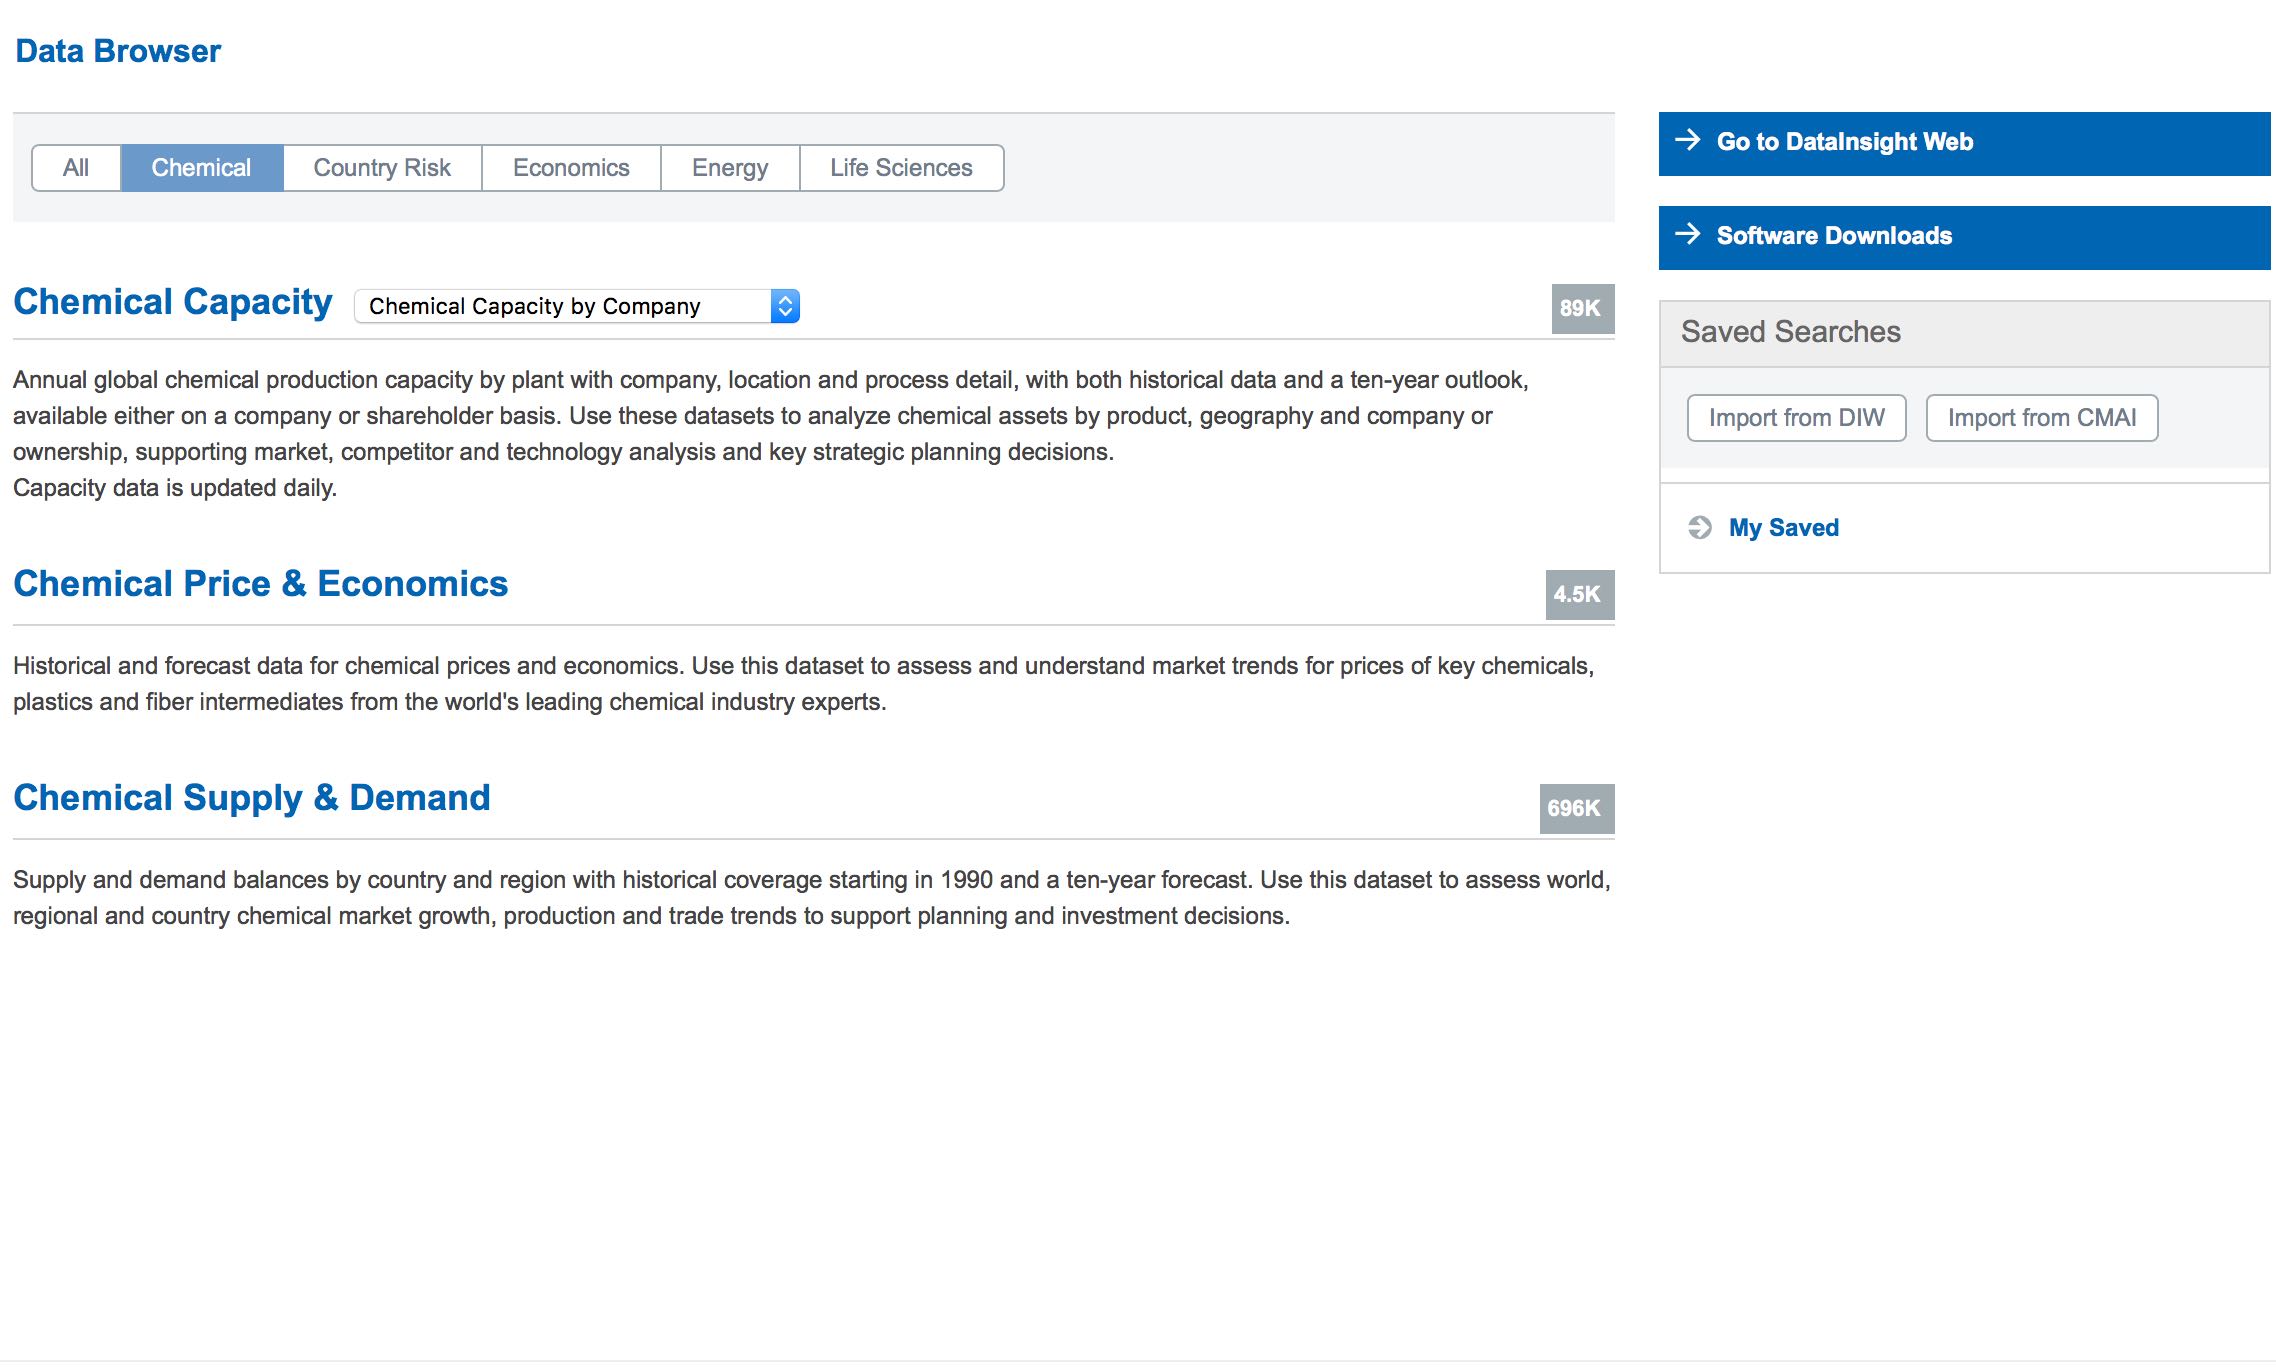 Data Browser
All Chemical Country Risk Economics Energy Life Sciences
Chemical Capacity Chemical Capacity by Company 89K
Annual global chemical production capacity by plant with company, location and process detail, with both historical data and a ten-year outlook,
available either on a company or shareholder basis. Use these datasets to analyze chemical assets by product, geography and company or
ownership, supporting market, competitor and technology analysis and key strategic planning decisions.
Capacity data is updated daily.
Chemical Price & Economics 4.5K
Historical and forecast data for chemical prices and economics. Use this dataset to assess and understand market trends for prices of key chemicals,
plastics and fiber intermediates from the world's leading chemical industry experts.
Chemical Supply & Demand 696K
Supply and demand balances by country and region with historical coverage starting in 1990 and a ten-year forecast. Use this dataset to assess world,
regional and country chemical market growth, production and trade trends to support planning and investment decisions.
Go to DataInsight Web
Software Downloads
Saved Searches
Import from DIW Import from CMAI
My Saved